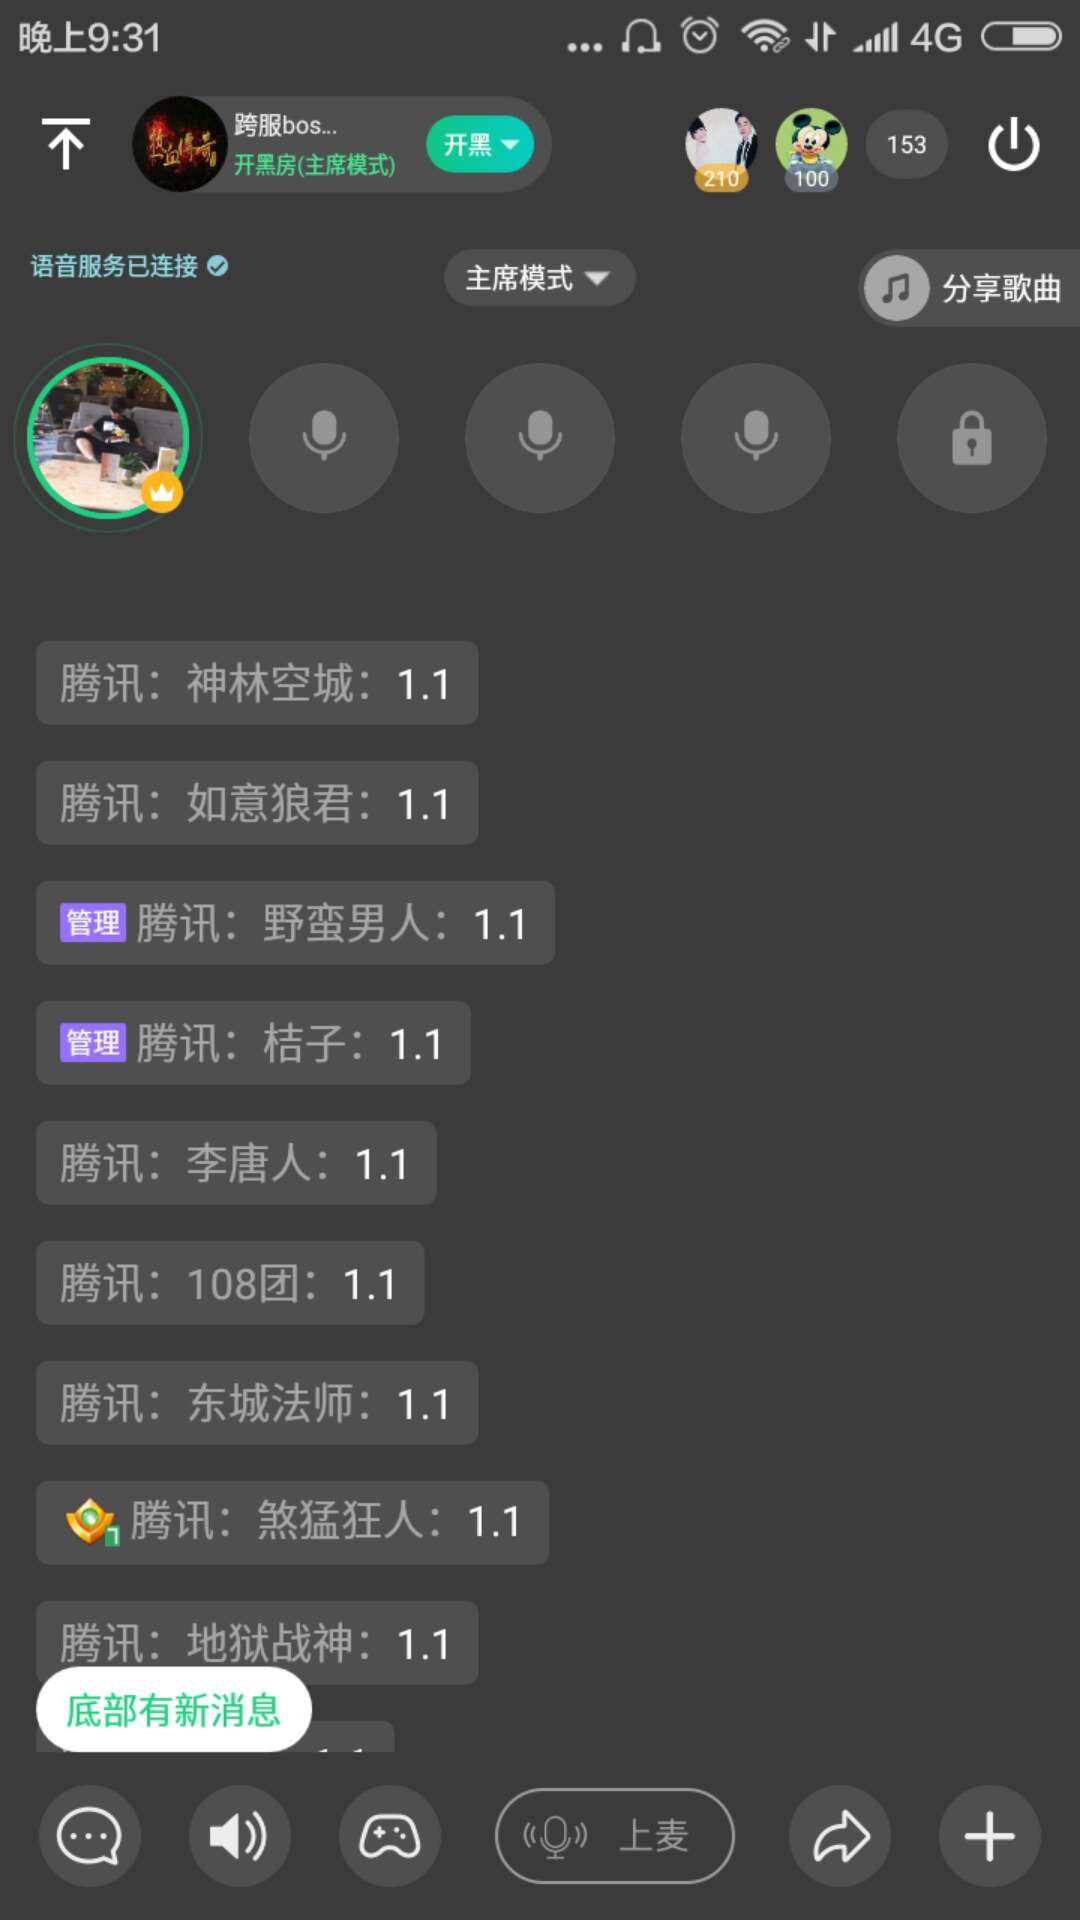 晚上9:31
4G
热血傳奇
跨服bos...
开黑房(主席模式)
开黑
210
100
153
语音服务已连接
主席模式
分享歌曲
腾讯：神林空城：1.1
腾讯：如意狼君：1.1
管理 腾讯：野蛮男人：1.1
管理 腾讯：桔子：1.1
腾讯：李唐人：1.1
腾讯：108团：1.1
腾讯：东城法师：1.1
1 腾讯：煞猛狂人：1.1
腾讯：地狱战神：1.1
底部有新消息
上麦